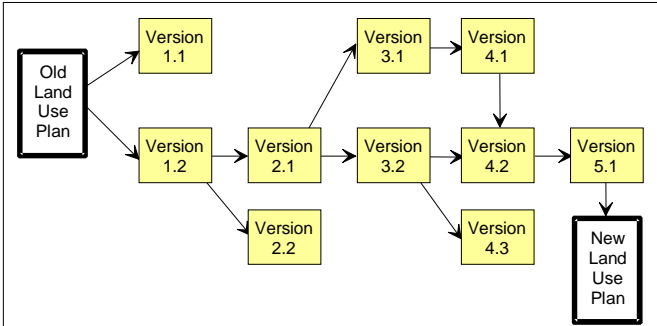 Old
Land
Use
Plan
Version
1.1
Version
1.2
Version
2.1
Version
2.2
Version
3.1
Version
3.2
Version
4.1
Version
4.2
Version
4.3
Version
5.1
New
Land
Use
Plan